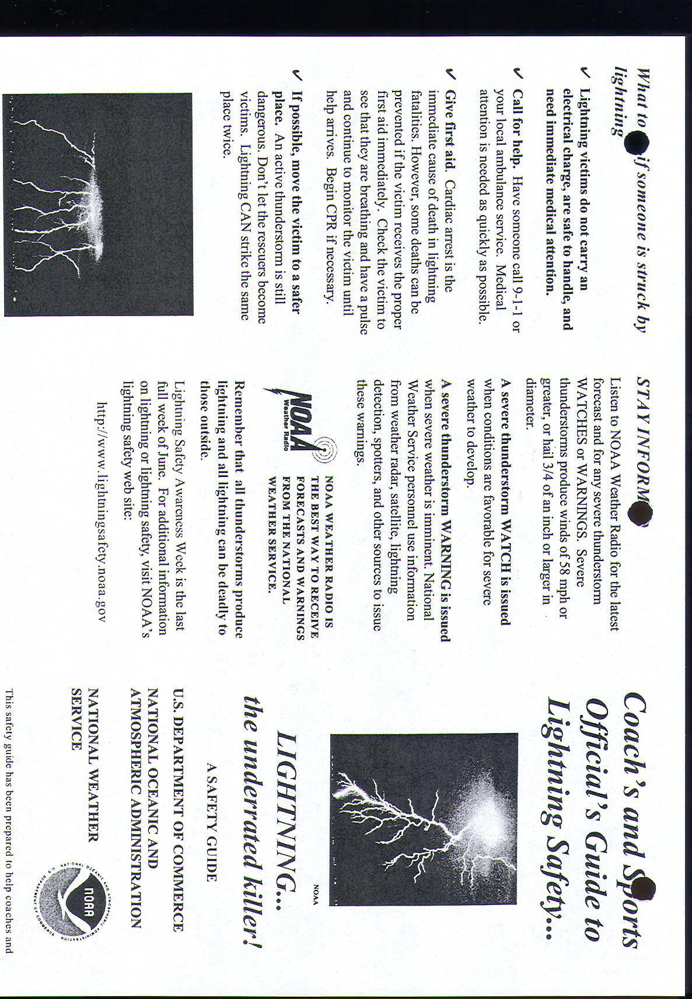 What to if someone is struck by
lightning
✓ Lightning victims do not carry an
electrical charge, are safe to handle, and
need immediate medical attention.
✓ Call for help. Have someone call 9-1-1 or
your local ambulance service. Medical
attention is needed as quickly as possible.
✓ Give first aid. Cardiac arrest is the
immediate cause of death in lightning
fatalities. However, some deaths can be
prevented if the victim receives the proper
first aid immediately. Check the victim to
see that they are breathing and have a pulse
and continue to monitor the victim until
help arrives. Begin CPR if necessary.
✓ If possible, move the victim to a safer
place. An active thunderstorm is still
dangerous. Don't let the rescuers become
victims. Lightning CAN strike the same
place twice.
STAY INFORM
Listen to NOAA Weather Radio for the latest
forecast and for any severe thunderstorm
WATCHES or WARNINGS. Severe
thunderstorms produce winds of 58 mph or
greater, or hail 3/4 of an inch or larger in
diameter.
A severe thunderstorm WATCH is issued
when conditions are favorable for severe
weather to develop.
A severe thunderstorm WARNING is issued
when severe weather is imminent. National
Weather Service personnel use information
from weather radar, satellite, lightning
detection, spotters, and other sources to issue
these warnings.
NOAA
Weather Radio
NOAA WEATHER RADIO IS
THE BEST WAY TO RECEIVE
FORECASTS AND WARNINGS
FROM THE NATIONAL
WEATHER SERVICE.
Remember that all thunderstorms produce
lightning and all lightning can be deadly to
those outside.
Lightning Safety Awareness Week is the last
full week of June. For additional information
on lightning or lightning safety, visit NOAA's
lightning safety web site:
http://www.lightningsafety.noaa.gov
Coach's and Sports
Official's Guide to
Lightning Safety...
NOAA
LIGHTNING...
the underrated killer!
A SAFETY GUIDE
U.S. DEPARTMENT OF COMMERCE
NATIONAL OCEANIC AND
ATMOSPHERIC ADMINISTRATION
NATIONAL WEATHER
SERVICE
NATIONAL OCEANIC AND ATMOSPHERIC ADMINISTRATION
U.S. DEPARTMENT OF COMMERCE
NOAA
This safety guide has been prepared to help coaches and